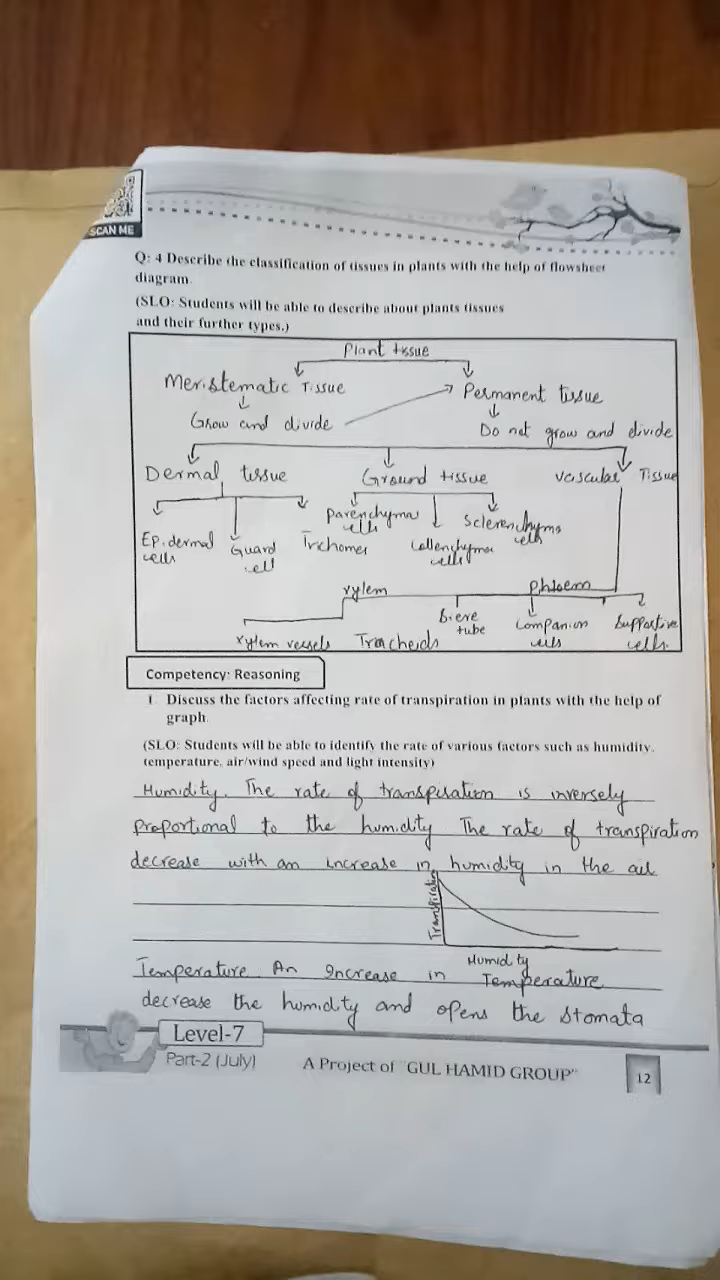 SCAN ME
Q: 4 Describe the classification of tissues in plants with the help of flowsheet
diagram.
(SLO: Students will be able to describe about plants tissues
and their further types.)
Plant tissue
Meristematic Tissue
Permanent tissue
Grow and divide
Do not grow and divide
Dermal tissue
Ground tissue
vascular Tissue
Epidermal cells
Guard cell
Trichomes
parenchyma cells
Collenchyma cells
Sclerenchyma cells
xylem
phloem
xylem vessels
Tracheids
Sieve tube
Companion cells
Supportive cells.
Competency: Reasoning
1 Discuss the factors affecting rate of transpiration in plants with the help of
graph.
(SLO: Students will be able to identify the rate of various factors such as humidity,
temperature, air/wind speed and light intensity)
Humidity. The rate of transpiration is inversely
proportional to the humidity The rate of transpiration
decrease with an increase in humidity in the air
Transpiration
Humidity
Temperature. An Increase in Temperature
decrease the humidity and opens the stomata
Level-7
Part-2 (July)
A Project of "GUL HAMID GROUP"
12